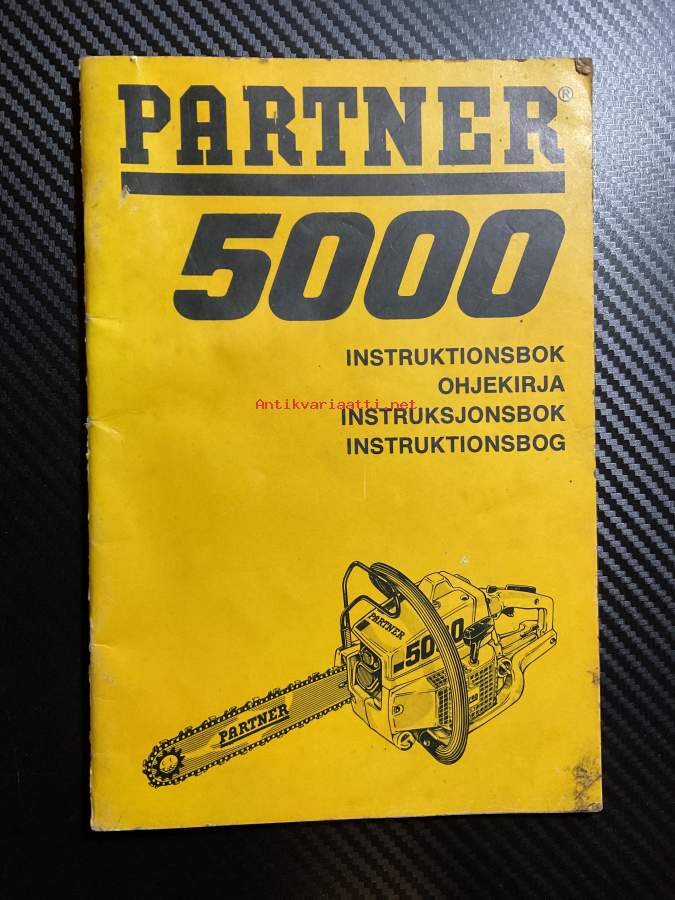 PARTNER®
5000
INSTRUKTIONSBOK
OHJEKIRJA
Antikvariaatti.net
INSTRUKSJONSBOK
INSTRUKTIONSBOG
PARTNER
5000
PARTNER